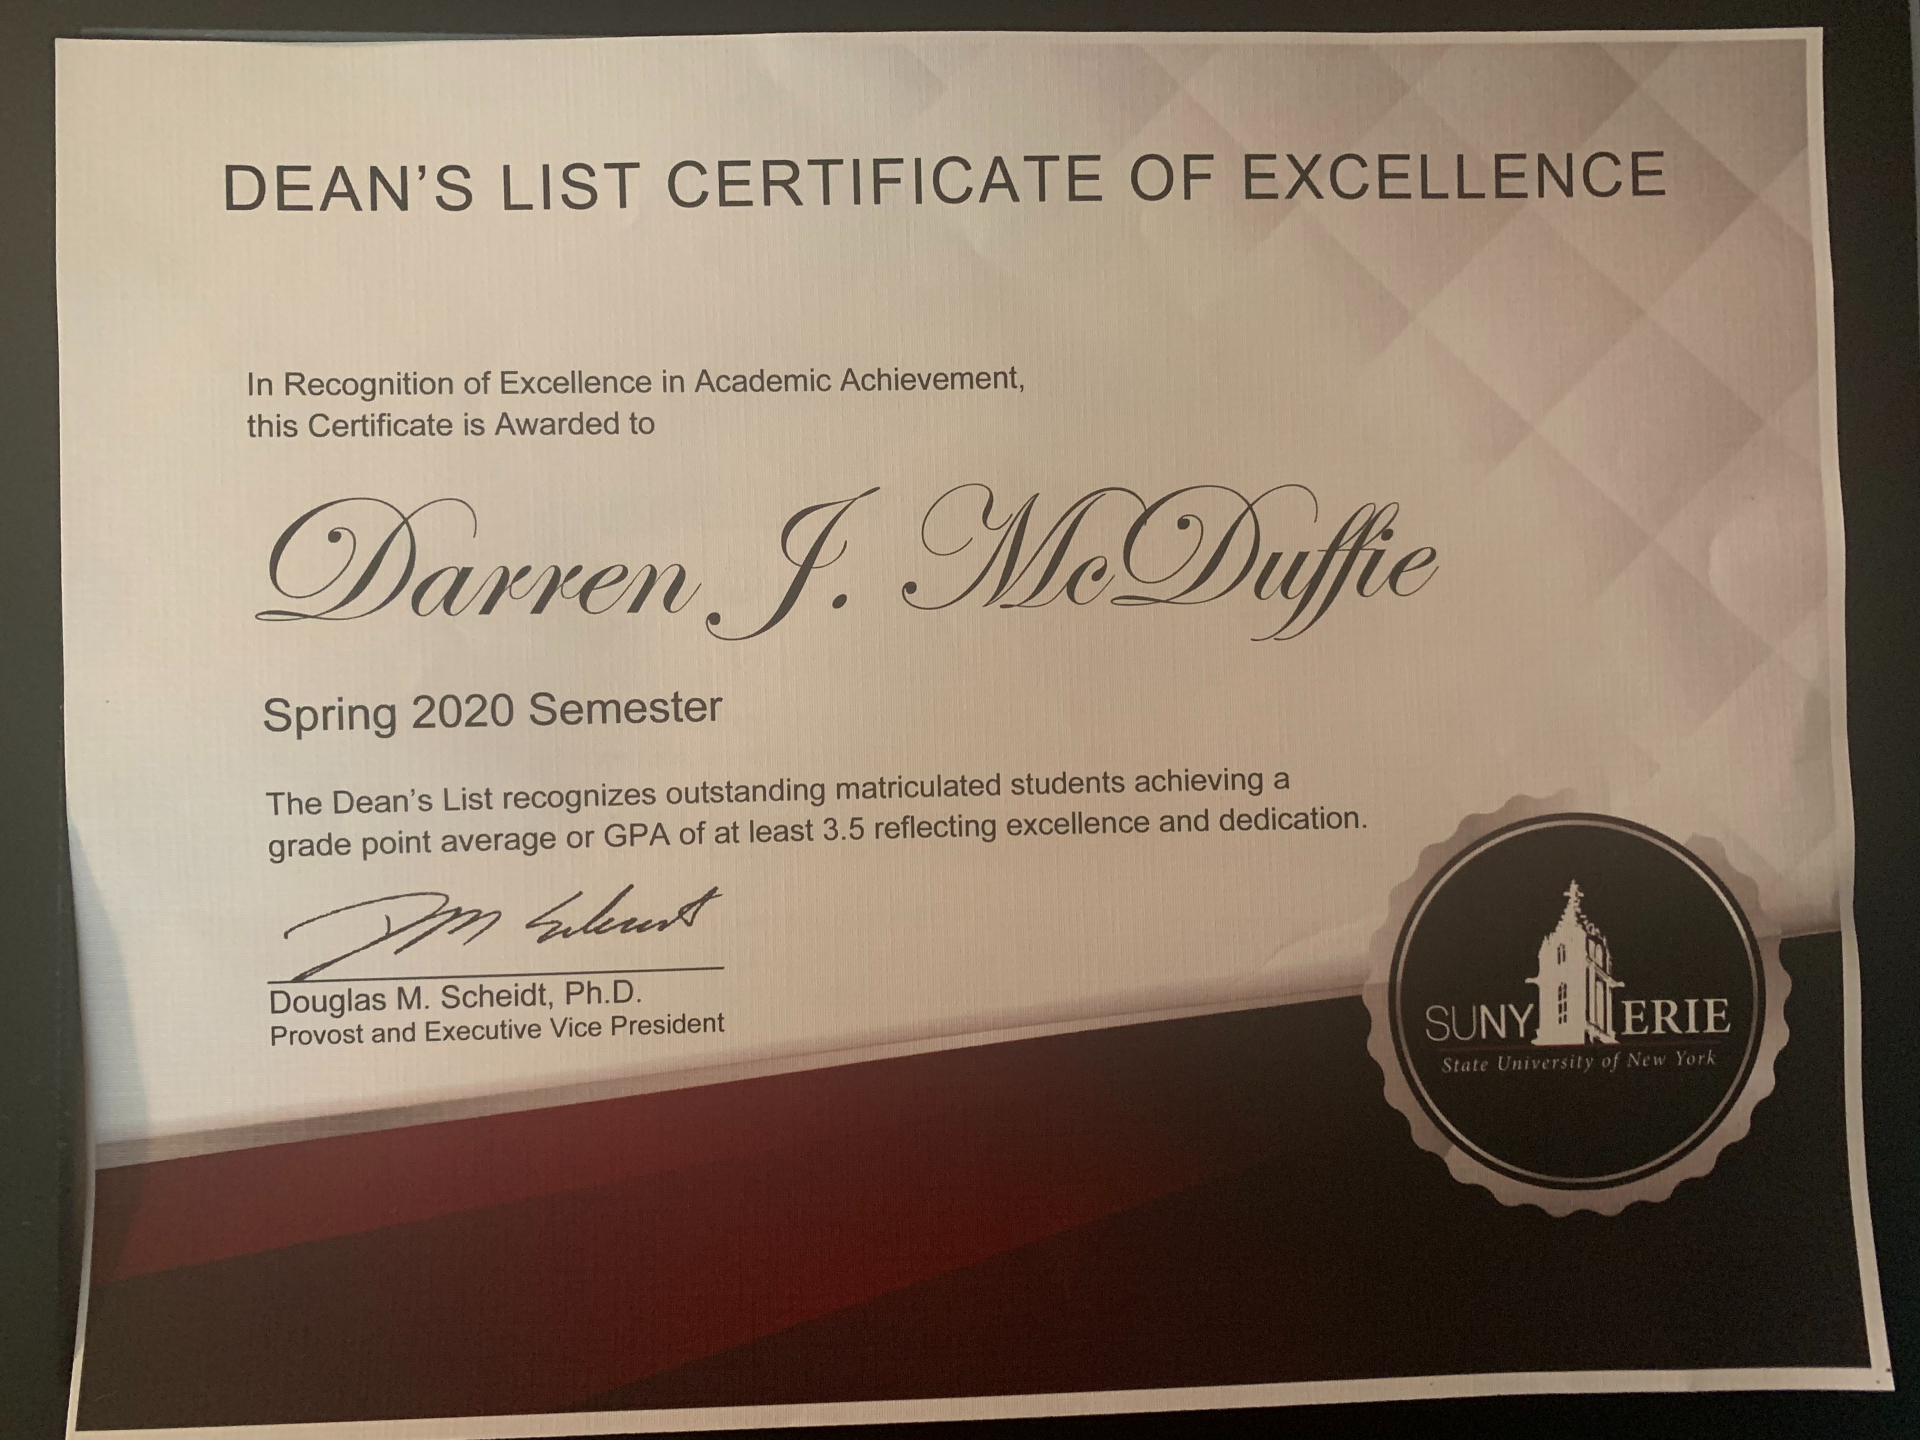 DEAN'S LIST CERTIFICATE OF EXCELLENCE
In Recognition of Excellence in Academic Achievement,
this Certificate is Awarded to
Darren J. McDuffie
Spring 2020 Semester
The Dean's List recognizes outstanding matriculated students achieving a
grade point average or GPA of at least 3.5 reflecting excellence and dedication.
DM Scheidt
Douglas M. Scheidt, Ph.D.
Provost and Executive Vice President
SUNY ERIE
State University of New York